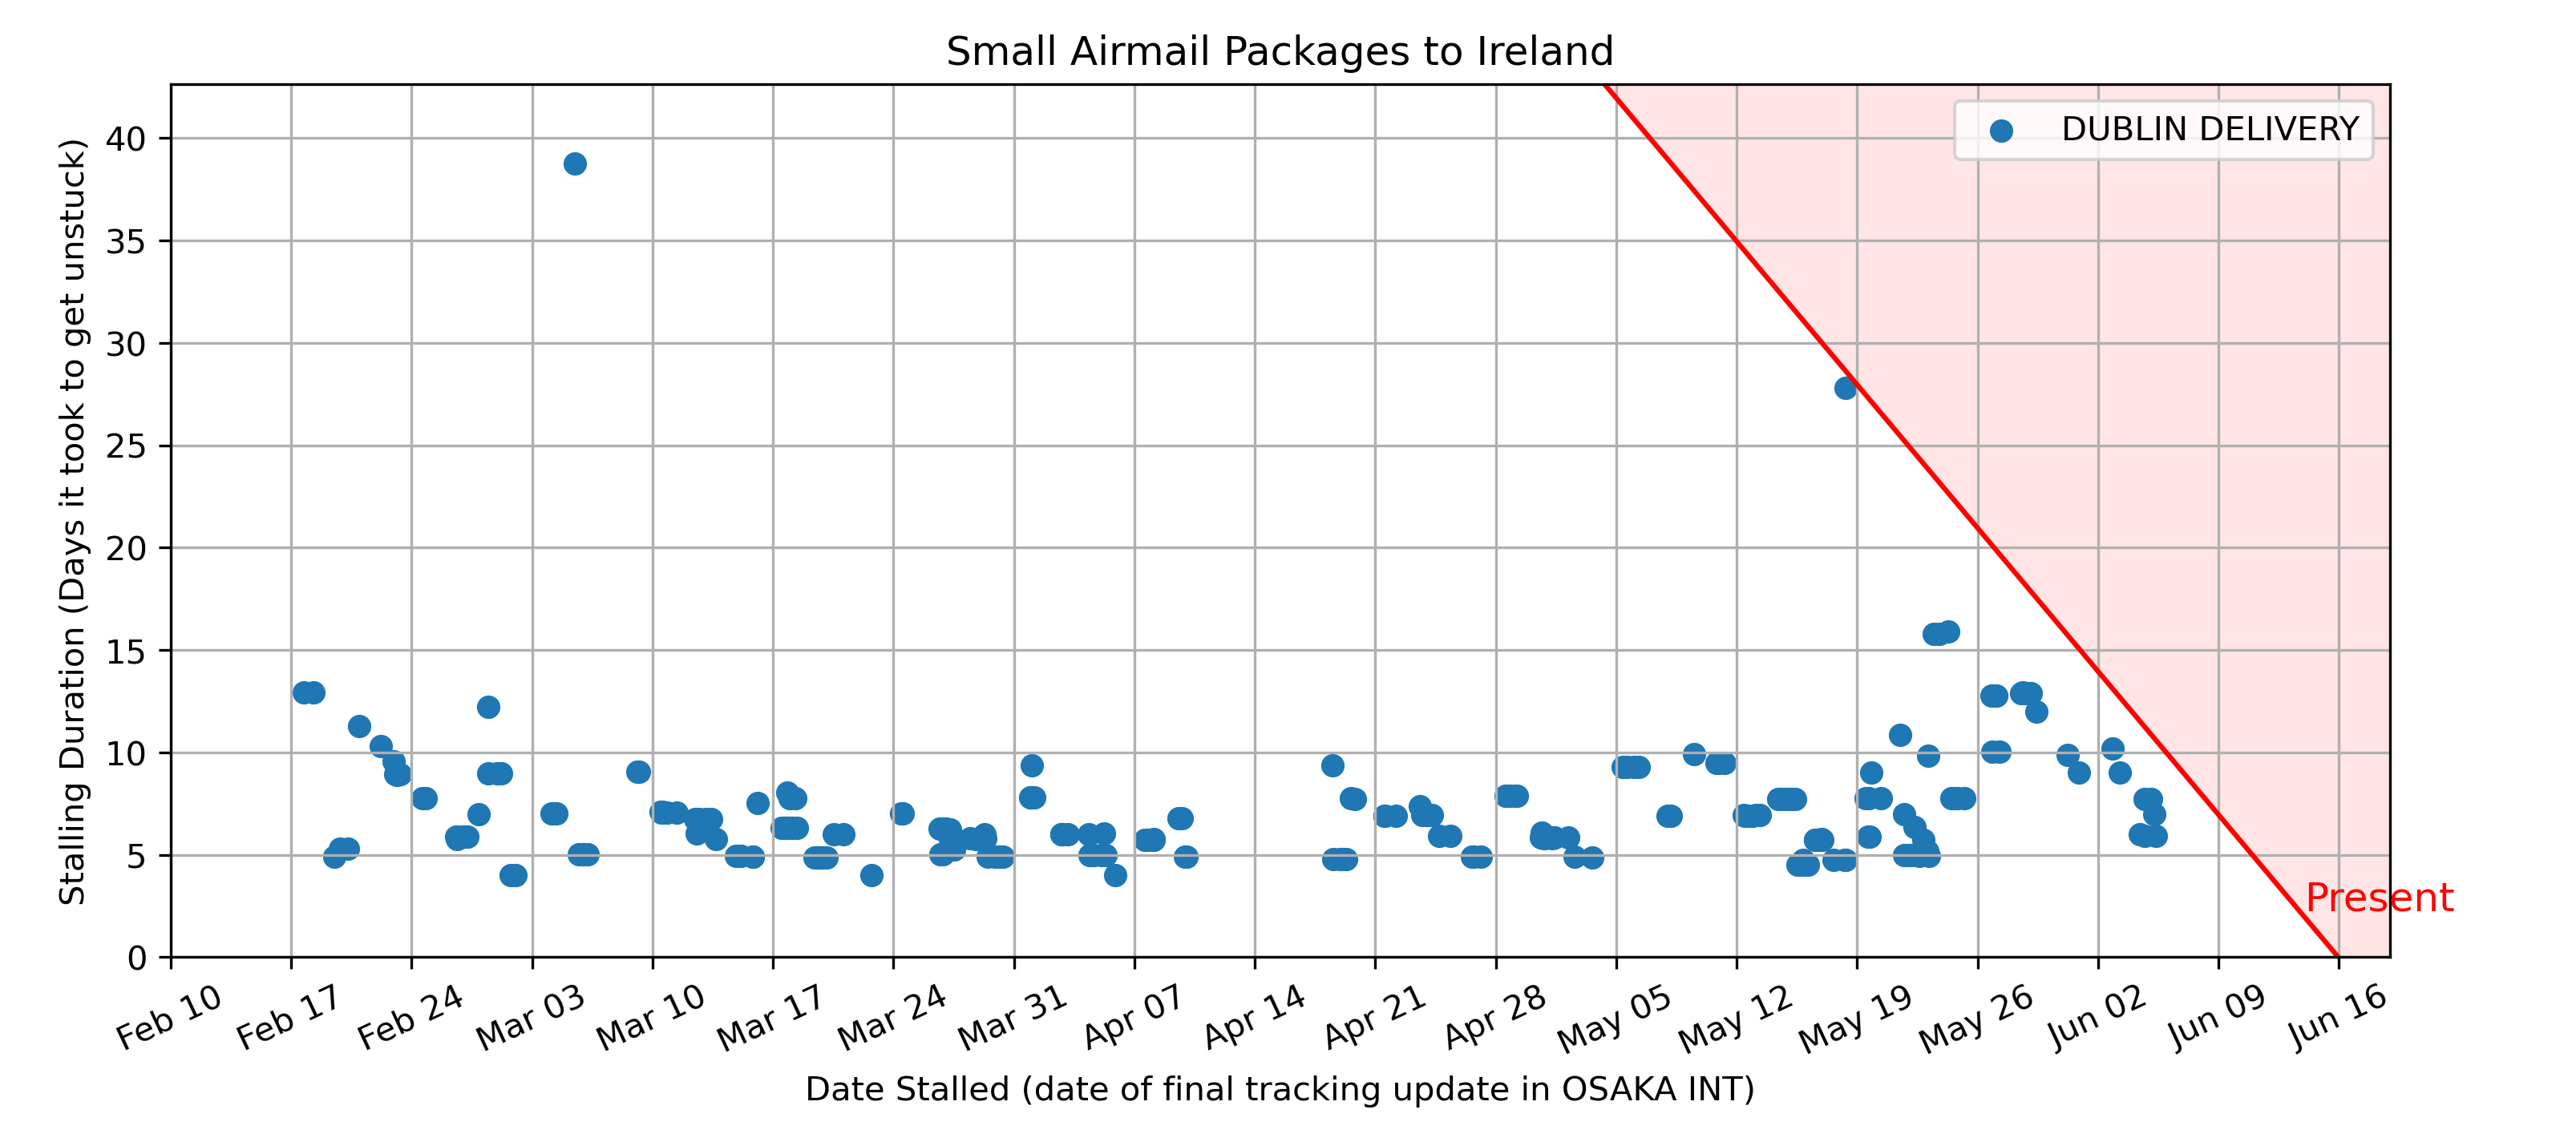 Small Airmail Packages to Ireland
DUBLIN DELIVERY
Stalling Duration (Days it took to get unstuck)
40
35
30
25
20
15
10
5
0
Present
Feb 10
Feb 17
Feb 24
Mar 03
Mar 10
Mar 17
Mar 24
Mar 31
Apr 07
Apr 14
Apr 21
Apr 28
May 05
May 12
May 19
May 26
Jun 02
Jun 09
Jun 16
Date Stalled (date of final tracking update in OSAKA INT)